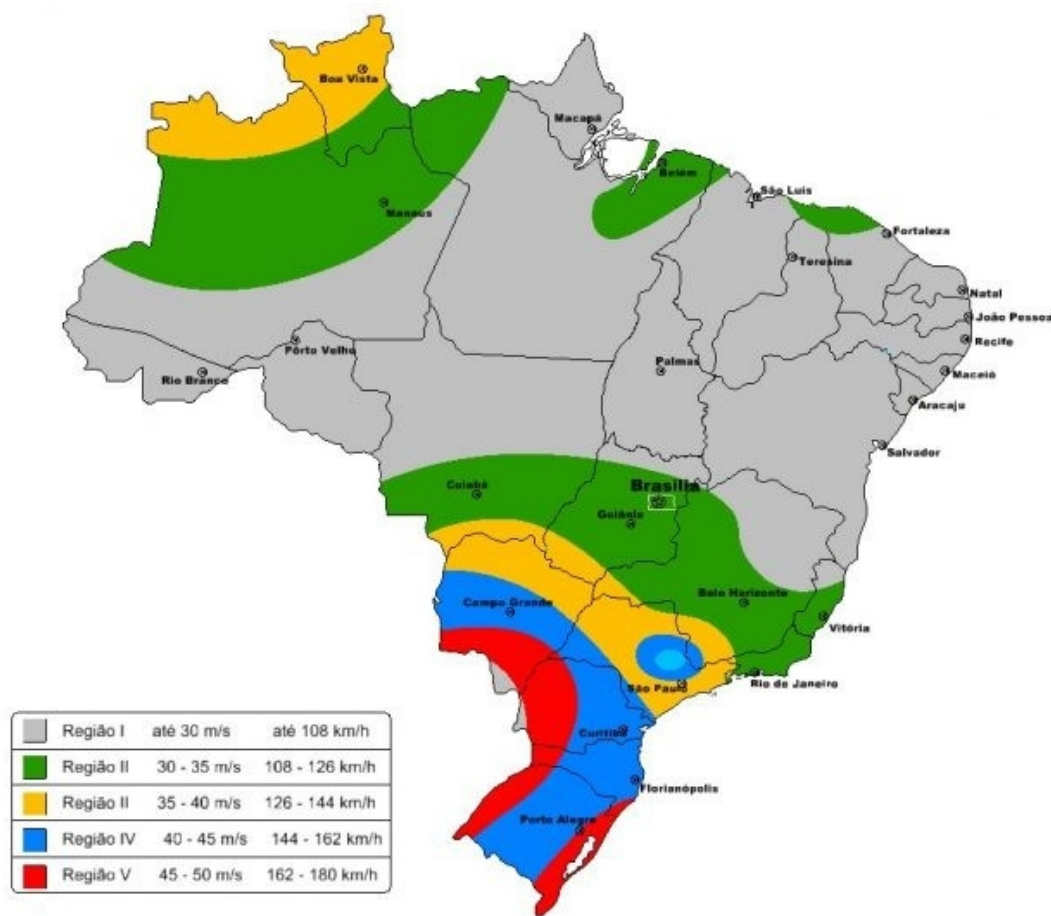 Boa Vista
Macapá
Belém
São Luis
Manaus
Fortaleza
Teresina
Natal
João Pessoa
Pôrto Velho
Recife
Palmas
Rio Branco
Maceió
Aracaju
Salvador
Brasília
Cuiabá
Goiânia
Belo Horizonte
Campo Grande
Vitória
São Paulo
Rio de Janeiro
Curitiba
Florianópolis
Porto Alegre
Região I até 30 m/s até 108 km/h
Região II 30 - 35 m/s 108 - 126 km/h
Região II 35 - 40 m/s 126 - 144 km/h
Região IV 40 - 45 m/s 144 - 162 km/h
Região V 45 - 50 m/s 162 - 180 km/h